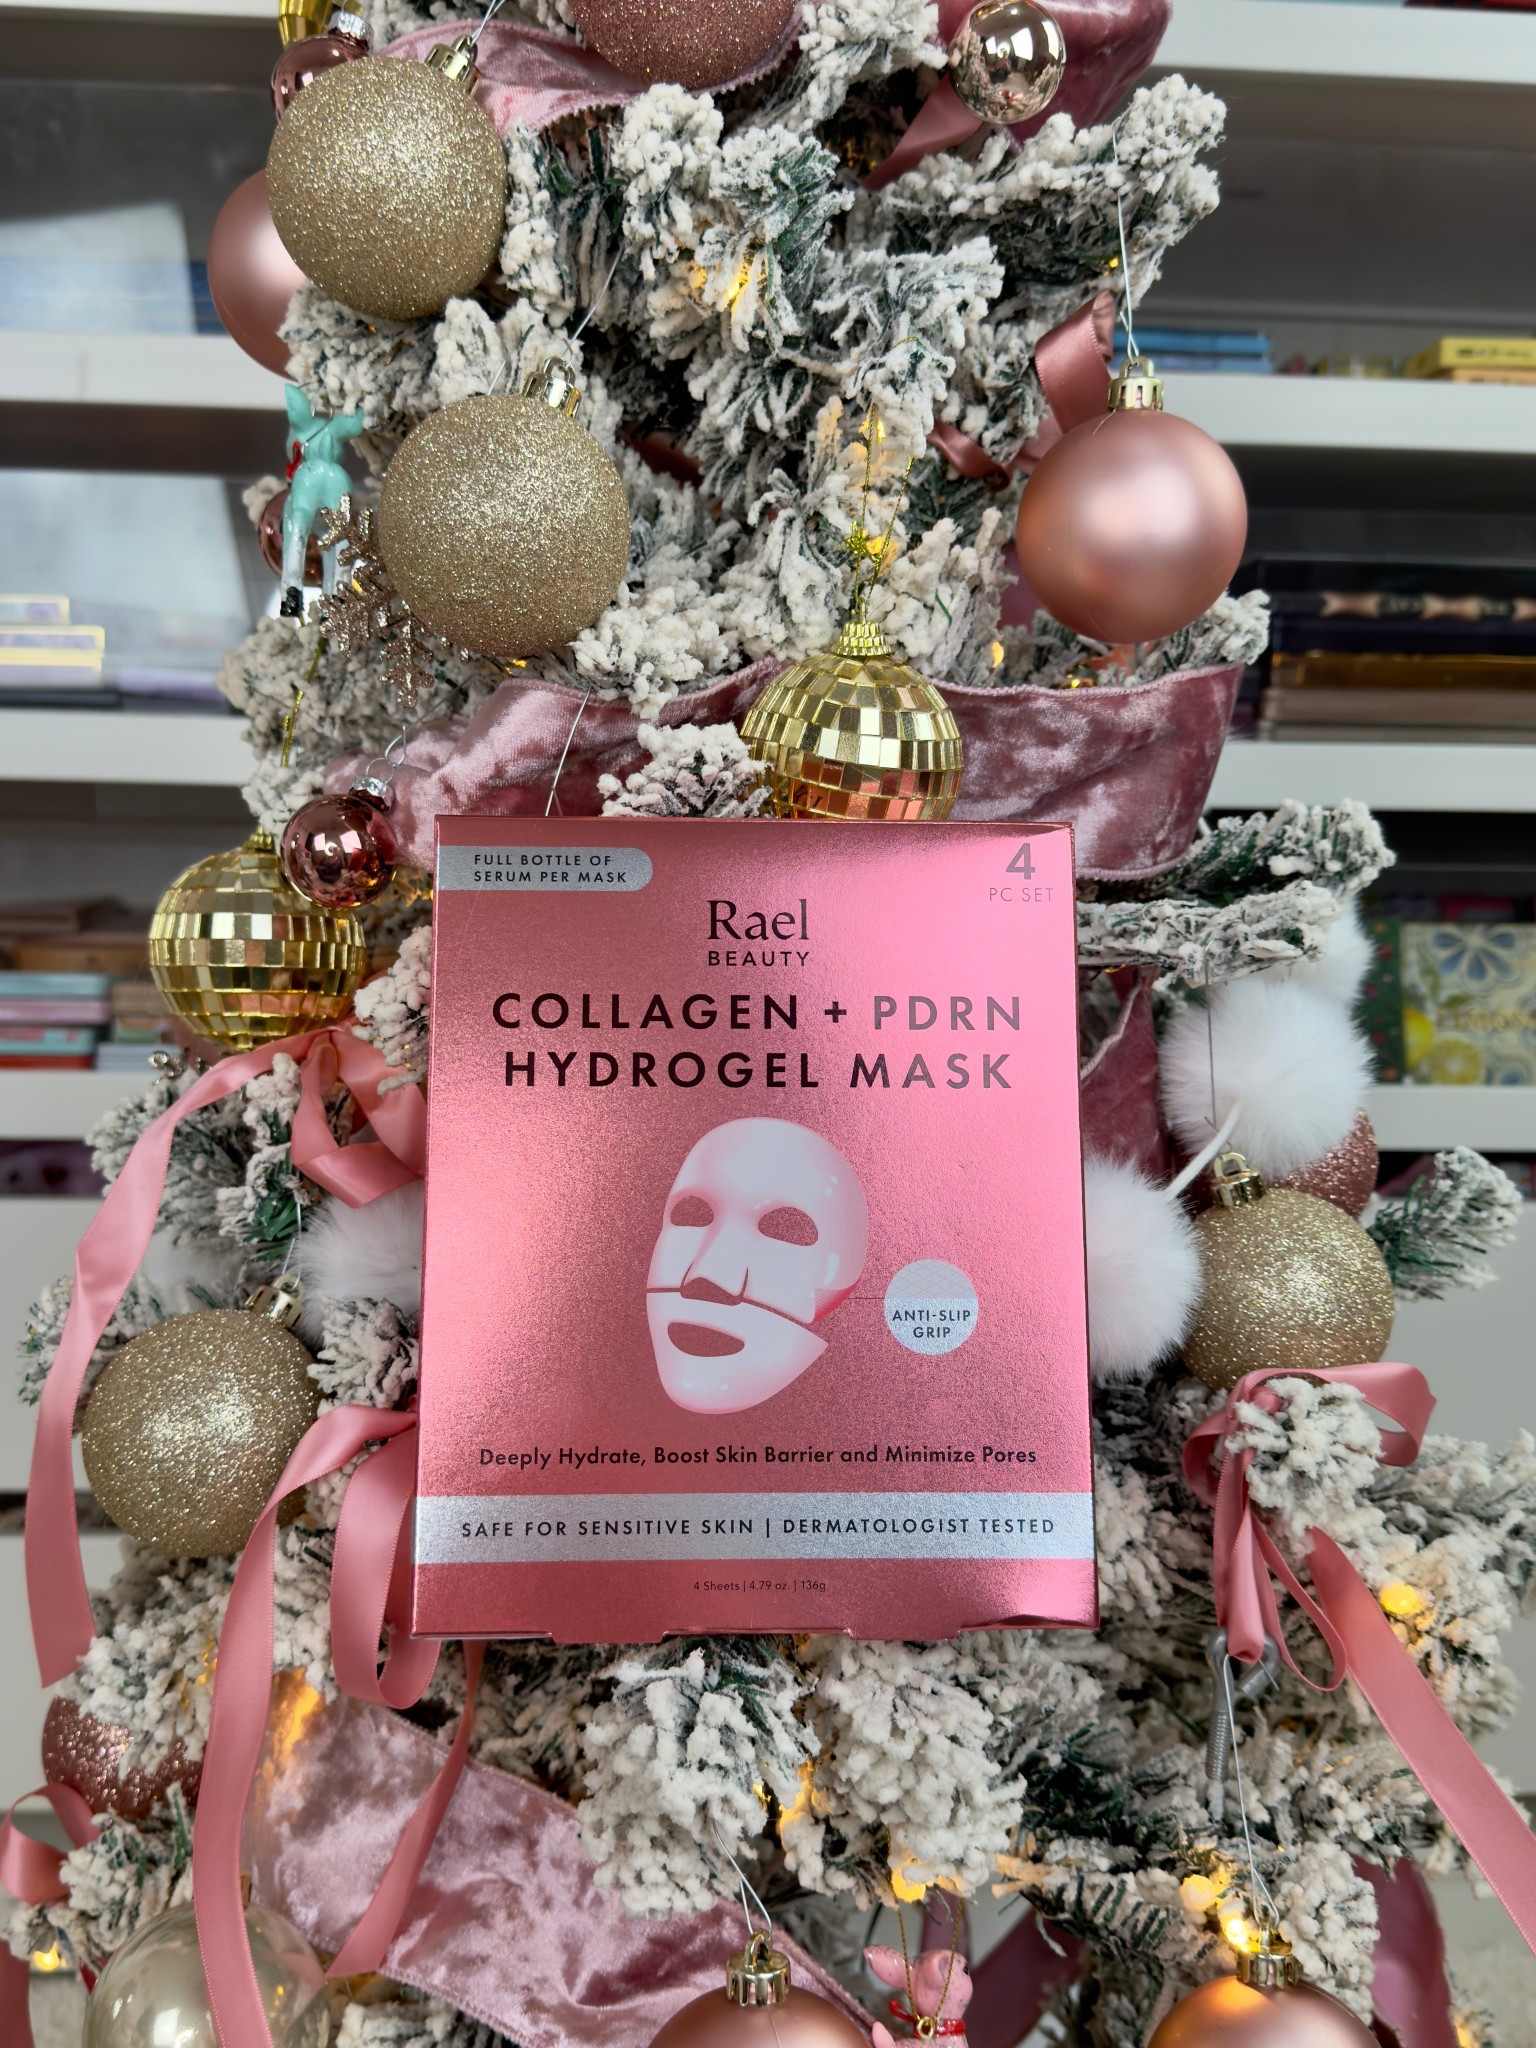 FULL BOTTLE OF
SERUM PER MASK
4
PC SET
Rael
BEAUTY
COLLAGEN + PDRN
HYDROGEL MASK
ANTI-SLIP
GRIP
Deeply Hydrate, Boost Skin Barrier and Minimize Pores
SAFE FOR SENSITIVE SKIN | DERMATOLOGIST TESTED
4 Sheets | 4.79 oz. | 136g